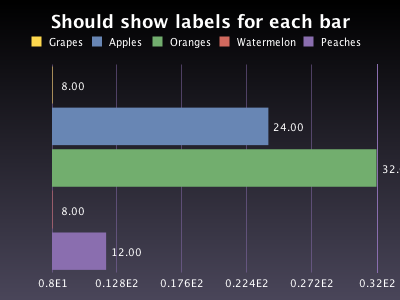 Should show labels for each bar
Grapes Apples Oranges Watermelon Peaches
8.00
24.00
32.
8.00
12.00
0.8E1 0.128E2 0.176E2 0.224E2 0.272E2 0.32E2